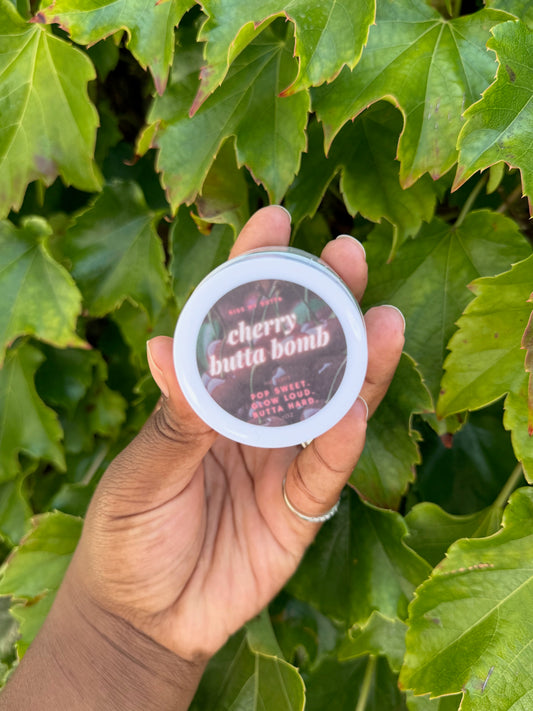 cherry
butta bomb
POP SWEET.
GLOW LOUD.
BUTTA HARD.